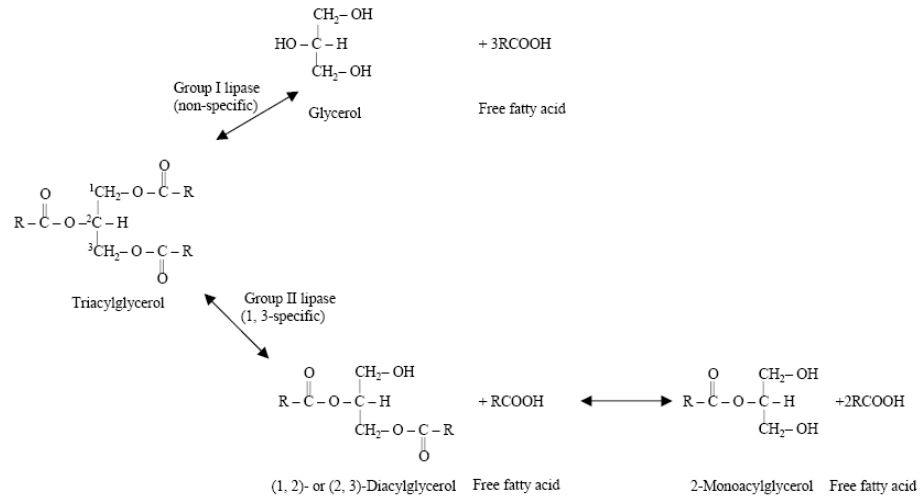 CH₂– OH
HO – C – H + 3RCOOH
CH₂– OH
Group I lipase
(non-specific)
Glycerol Free fatty acid
O
O ¹CH₂– O – C – R
R – C – O –²C – H
³CH₂– O – C – R
O
Triacylglycerol
Group II lipase
(1, 3-specific)
O CH₂– OH O CH₂– OH
R – C – O – C – H + RCOOH R – C – O – C – H +2RCOOH
CH₂– O – C – R CH₂– OH
O
(1, 2)- or (2, 3)-Diacylglycerol Free fatty acid 2-Monoacylglycerol Free fatty acid